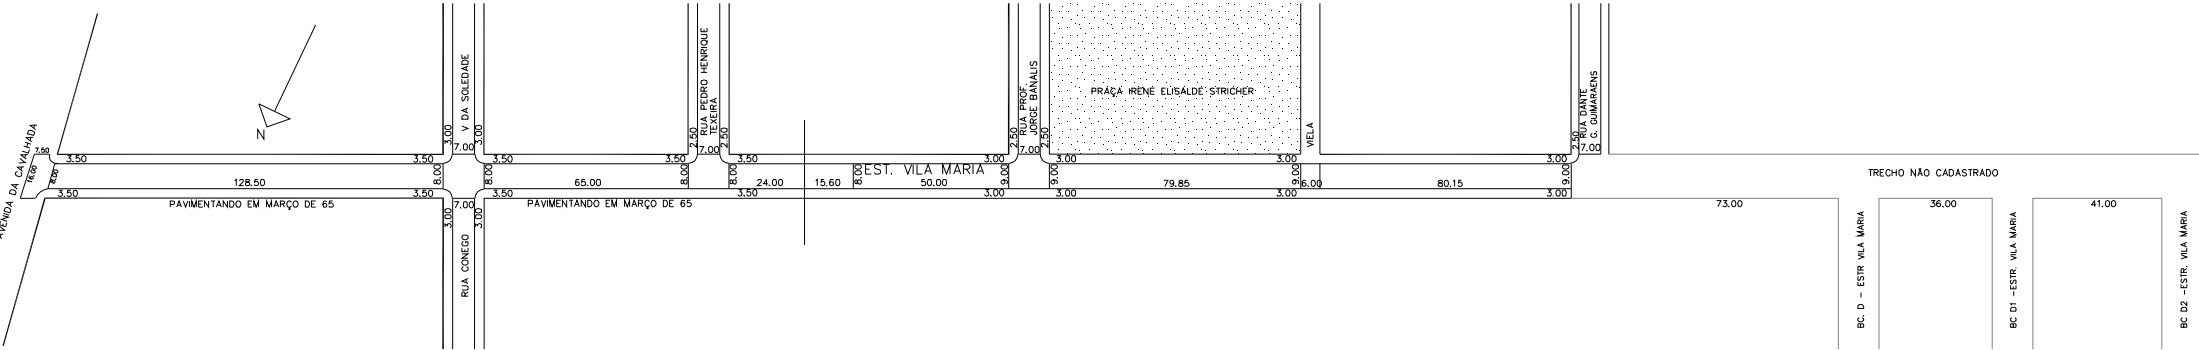 AVENIDA DA CAVALHADA
7.50
16.00
8.00
N
3.50
3.50
128.50
3.50
3.50
PAVIMENTANDO EM MARÇO DE 65
8.00
3.00
3.00
V DA SOLEDADE
7.00
7.00
3.00
3.00
RUA CONEGO
3.50
3.50
8.00
65.00
8.00
3.50
PAVIMENTANDO EM MARÇO DE 65
2.50
RUA PEDRO HENRIQUE
TEXEIRA
2.50
7.00
3.50
3.00
8.00
24.00
15.60
8.00
EST. VILA MARIA
50.00
9.00
3.50
3.00
2.50
RUA PROF.
JORGE BANALIS
2.50
7.00
PRAÇA IRENE ELISALDE STRICHER
3.00
3.00
9.00
79.85
9.00
3.00
3.00
VIELA
6.00
3.00
80.15
9.00
3.00
2.50
RUA DANTE
G. GUIMARAENS
7.00
TRECHO NÃO CADASTRADO
73.00
BC. D - ESTR VILA MARIA
36.00
BC D1 -ESTR. VILA MARIA
41.00
BC D2 -ESTR. VILA MARIA